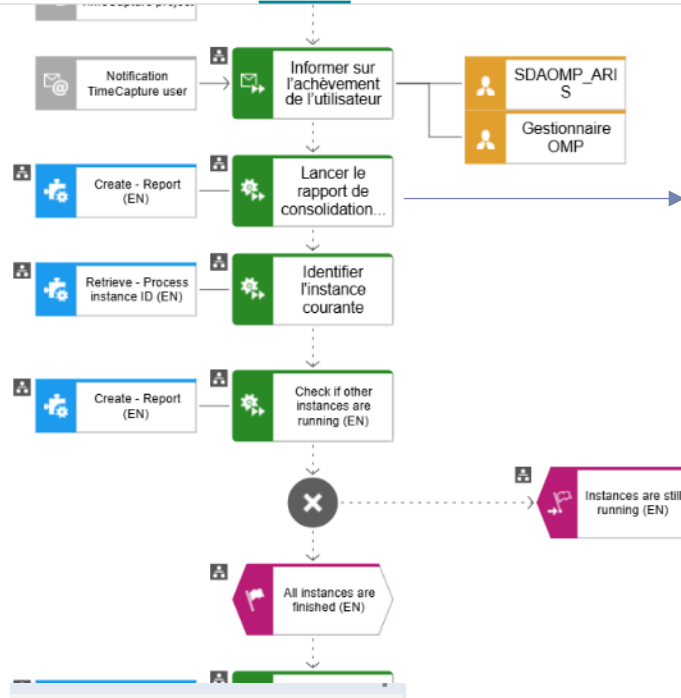 TimeCapture project
Notification
TimeCapture user
Informer sur
l'achèvement
de l'utilisateur
SDAOMP_ARI
S
Gestionnaire
OMP
Create - Report
(EN)
Lancer le
rapport de
consolidation...
Retrieve - Process
instance ID (EN)
Identifier
l'instance
courante
Create - Report
(EN)
Check if other
instances are
running (EN)
Instances are still
running (EN)
All instances are
finished (EN)